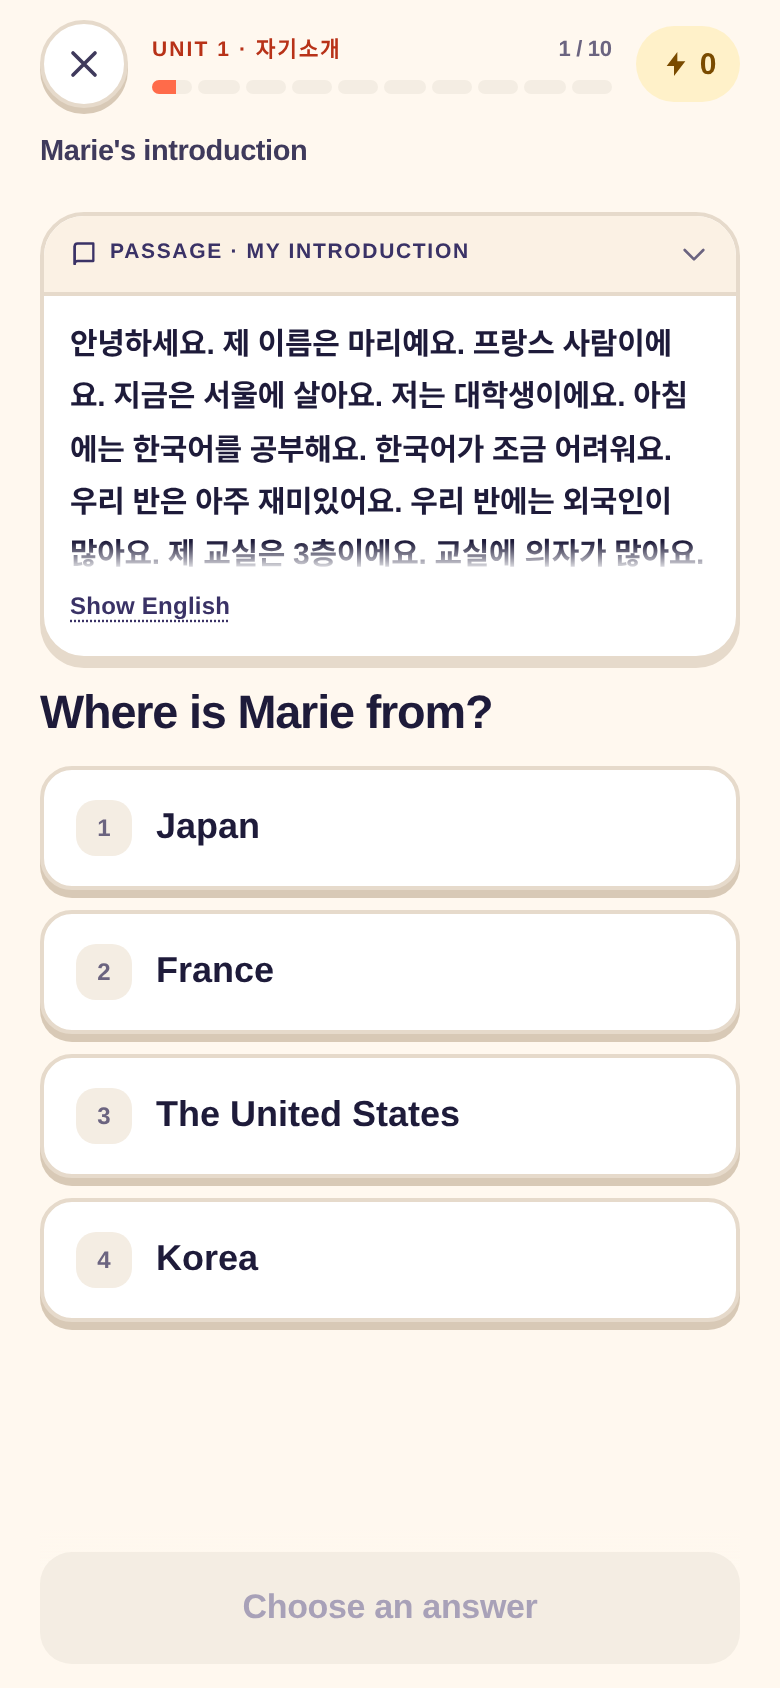 UNIT 1 · 자기소개
1 / 10
0
Marie's introduction
PASSAGE · MY INTRODUCTION
안녕하세요. 제 이름은 마리예요. 프랑스 사람이에
요. 지금은 서울에 살아요. 저는 대학생이에요. 아침
에는 한국어를 공부해요. 한국어가 조금 어려워요.
우리 반은 아주 재미있어요. 우리 반에는 외국인이
많아요. 제 교실은 3층이에요. 교실에 의자가 많아요.
Show English
Where is Marie from?
1 Japan
2 France
3 The United States
4 Korea
Choose an answer